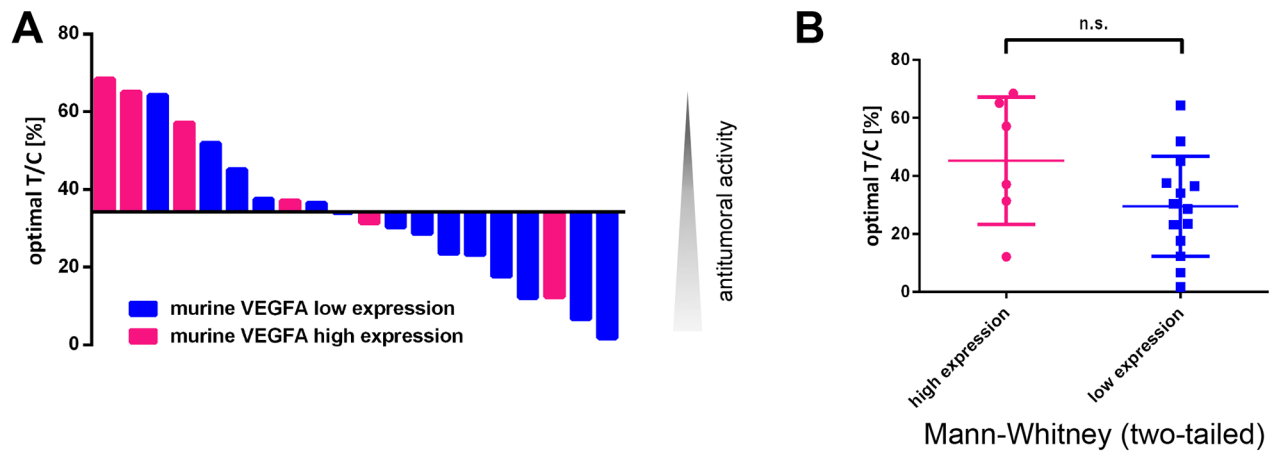 A
80
60
40
20
0
optimal T/C [%]
murine VEGFA low expression
murine VEGFA high expression
antitumoral activity
B
n.s.
80
60
40
20
0
optimal T/C [%]
high expression
low expression
Mann-Whitney (two-tailed)